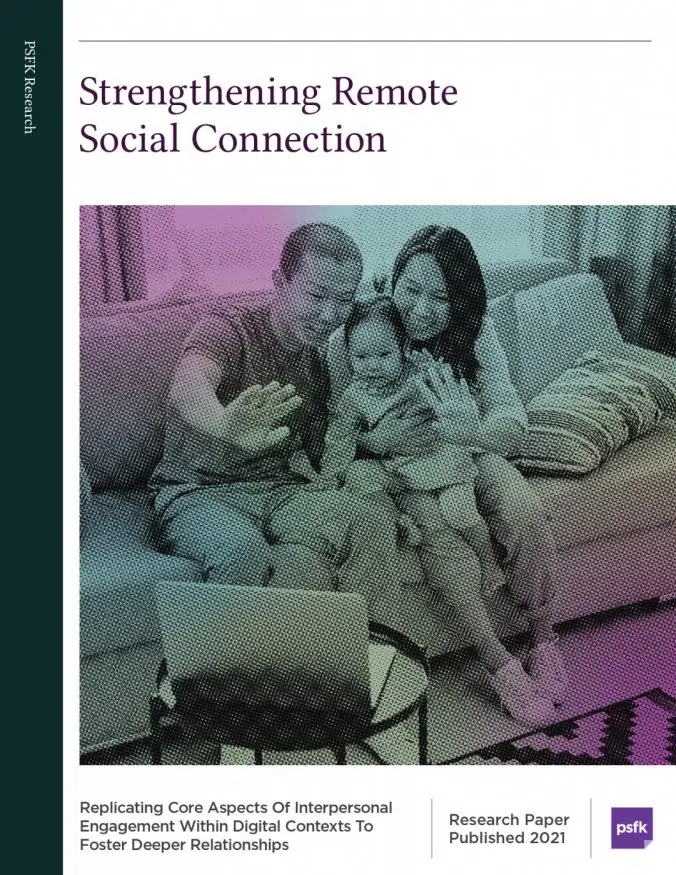 PSFK Research
Strengthening Remote
Social Connection
Replicating Core Aspects Of Interpersonal
Engagement Within Digital Contexts To
Foster Deeper Relationships
Research Paper
Published 2021
psfk